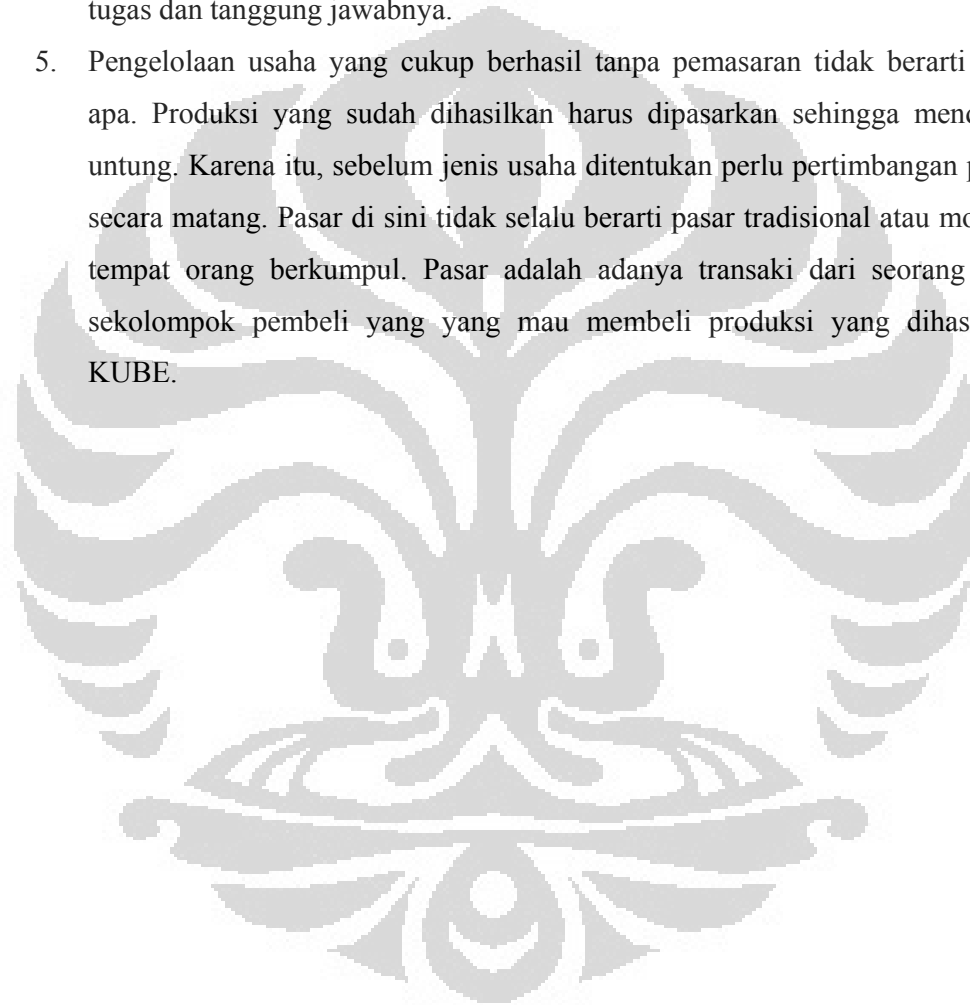 tugas dan tanggung jawabnya.
5. Pengelolaan usaha yang cukup berhasil tanpa pemasaran tidak berarti
apa. Produksi yang sudah dihasilkan harus dipasarkan sehingga
untung. Karena itu, sebelum jenis usaha ditentukan perlu pertimbangan
secara matang. Pasar di sini tidak selalu berarti pasar tradisional atau
tempat orang berkumpul. Pasar adalah adanya transaki dari seorang
sekolompok pembeli yang yang mau membeli produksi yang
KUBE.